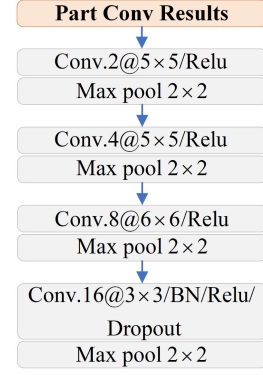 Part Conv Results
Conv.2@5×5/Relu
Max pool 2×2
Conv.4@5×5/Relu
Max pool 2×2
Conv.8@6×6/Relu
Max pool 2×2
Conv.16@3×3/BN/Relu/
Dropout
Max pool 2×2